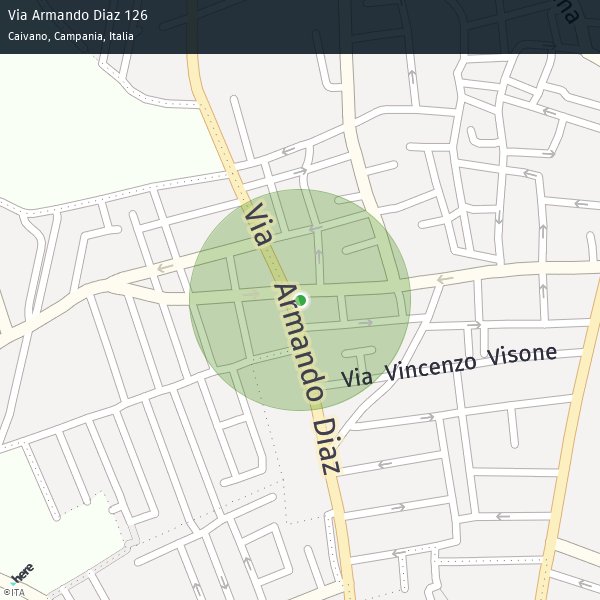 Via Armando Diaz 126
Caivano, Campania, Italia
Via Armando Diaz
Via Vincenzo Visone
here
©ITA